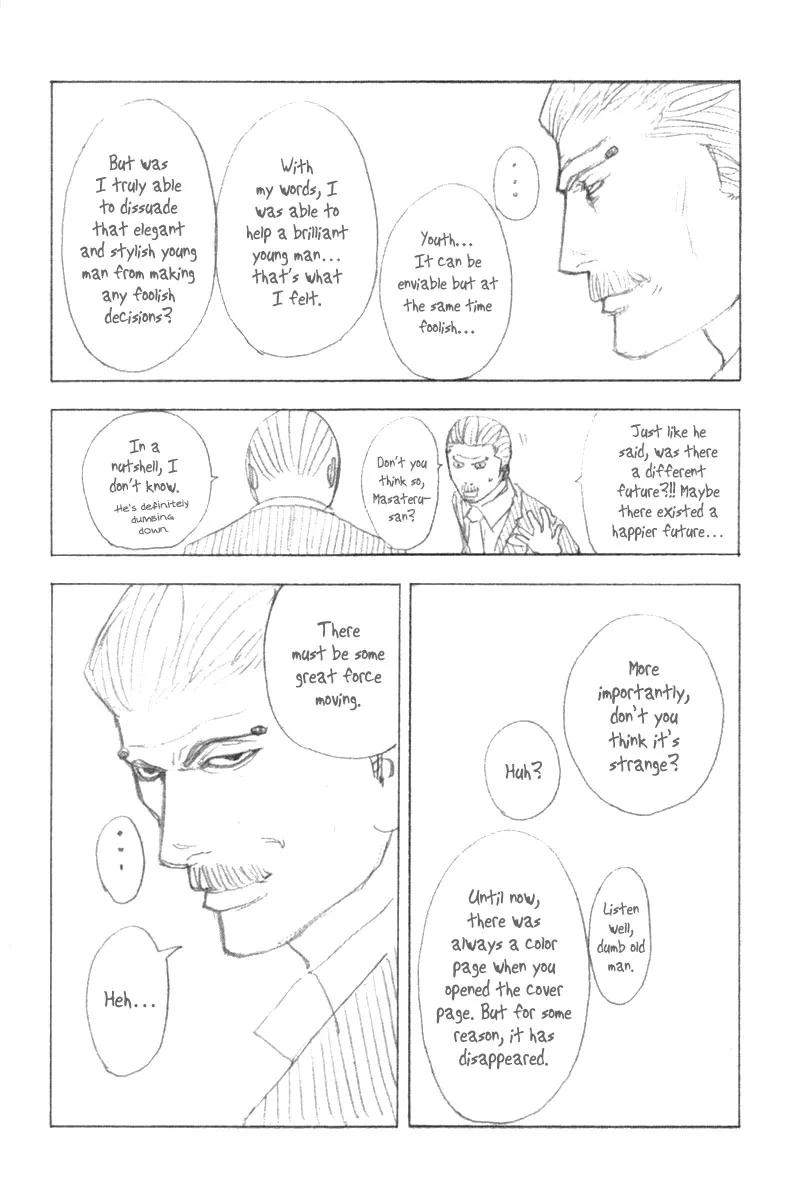 ...
Youth...
It can be
enviable but at
the same time
foolish...
With
my words, I
was able to
help a brilliant
young man...
that's what
I felt.
But was
I truly able
to dissuade
that elegant
and stylish young
man from making
any foolish
decisions?
Just like he
said, was there
a different
future?!! Maybe
there existed a
happier future...
Don't you
think so,
Masateru-
san?
In a
nutshell, I
don't know.
He's definitely
dumbing
down
More
importantly,
don't you
think it's
strange?
Huh?
Listen
well,
dumb old
man.
Until now,
there was
always a color
page when you
opened the cover
page. But for some
reason, it has
disappeared.
There
must be some
great force
moving.
...
Heh...